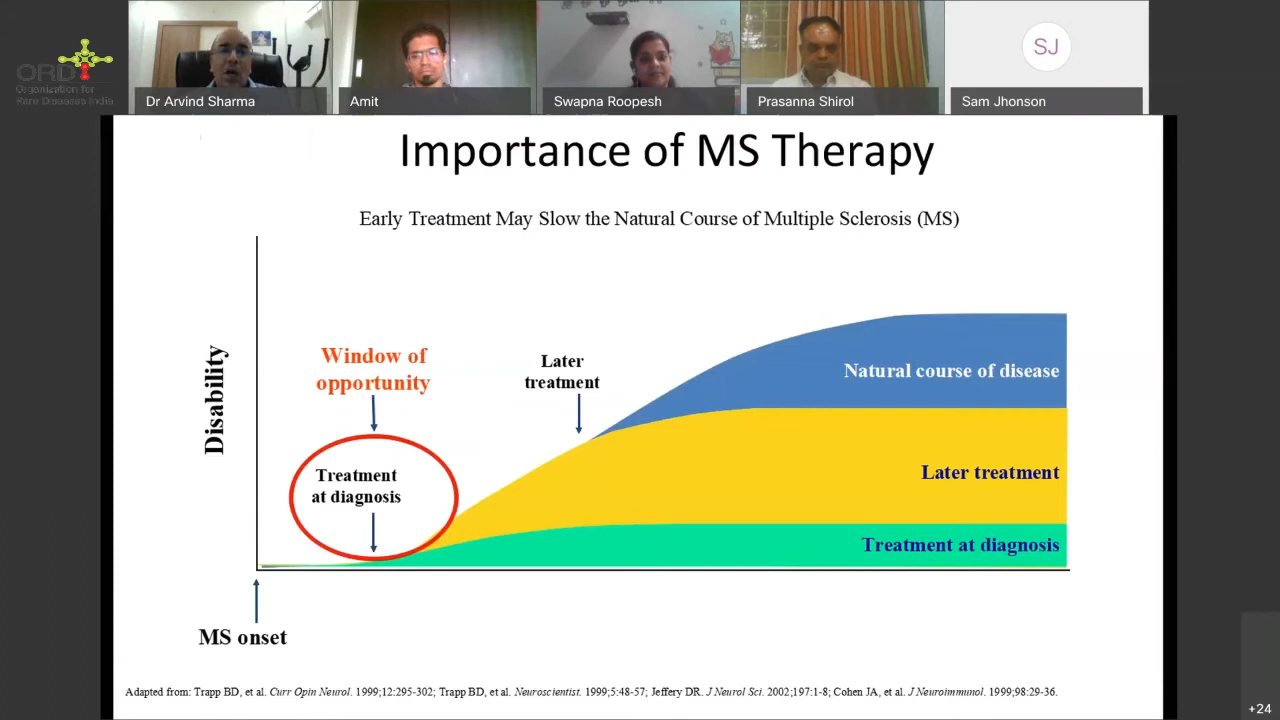 ORDI
Organization for
Rare Diseases India
Dr Arvind Sharma
Amit
Swapna Roopesh
Prasanna Shirol
SJ
Sam Jhonson
Importance of MS Therapy
Early Treatment May Slow the Natural Course of Multiple Sclerosis (MS)
Disability
Window of
opportunity
Treatment
at diagnosis
Later
treatment
Natural course of disease
Later treatment
Treatment at diagnosis
MS onset
Adapted from: Trapp BD, et al. Curr Opin Neurol. 1999;12:295-302; Trapp BD, et al. Neuroscientist. 1999;5:48-57; Jeffery DR. J Neurol Sci. 2002;197:1-8; Cohen JA, et al. J Neuroimmunol. 1999;98:29-36.
+24